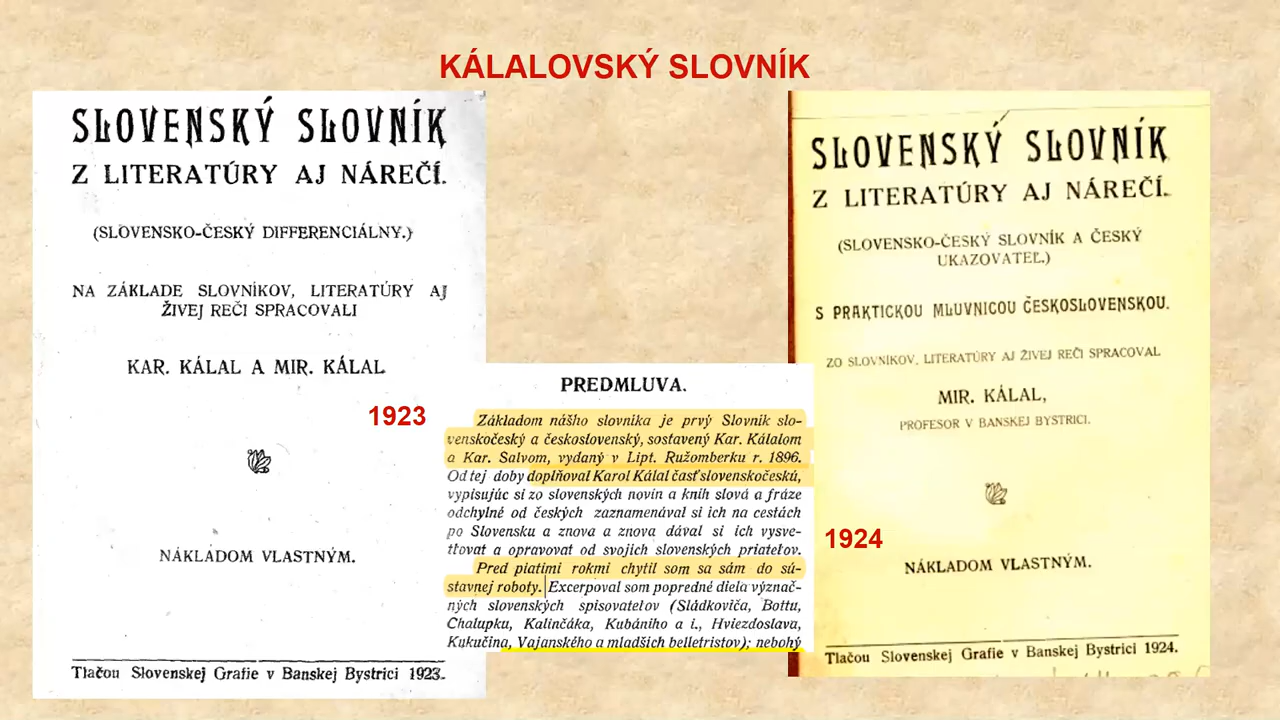 KÁLALOVSKÝ SLOVNÍK
SLOVENSKÝ SLOVNÍK
Z LITERATÚRY AJ NÁREČÍ.
(SLOVENSKO-ČESKÝ DIFFERENCIÁLNY.)
NA ZÁKLADE SLOVNÍKOV, LITERATÚRY AJ
ŽIVEJ REČI SPRACOVALI
KAR. KÁLAL A MIR. KÁLAL
1923
NÁKLADOM VLASTNÝM.
Tlačou Slovenskej Grafie v Banskej Bystrici 1923.
PREDMLUVA.
Základom nášho slovníka je prvý Slovník slo-
venskočeský a československý, sostavený Kar. Kálalom
a Kar. Salvom, vydaný v Lipt. Ružomberku r. 1896.
Od tej doby doplňoval Karol Kálal časť slovenskočeskú,
vypisujúc si zo slovenských novin a knih slová a fráze
odchylné od českých zaznamenával si ich na cestách
po Slovensku a znova a znova dával si ich vysve-
tľovat a opravovat od svojich slovenských priateľov.
Pred piatimi rokmi chytil som sa sám do sú-
stavnej roboty. Excerpoval som popredné diela význač-
ných slovenských spisovateľov (Sládkoviča, Bottu,
Chalupku, Kalinčáka, Kubániho a i., Hviezdoslava,
Kukučina, Vajanského a mladších belletristov); nebohý
SLOVENSKÝ SLOVNÍK
Z LITERATÚRY AJ NÁREČÍ.
(SLOVENSKO-ČESKÝ SLOVNÍK A ČESKÝ
UKAZOVATEĽ.)
S PRAKTICKOU MLUVNICOU ČESKOSLOVENSKOU.
ZO SLOVNÍKOV, LITERATÚRY AJ ŽIVEJ REČI SPRACOVAL
MIR. KÁLAL,
PROFESOR V BANSKEJ BYSTRICI.
1924
NÁKLADOM VLASTNÝM.
Tlačou Slovenskej Grafie v Banskej Bystrici 1924.